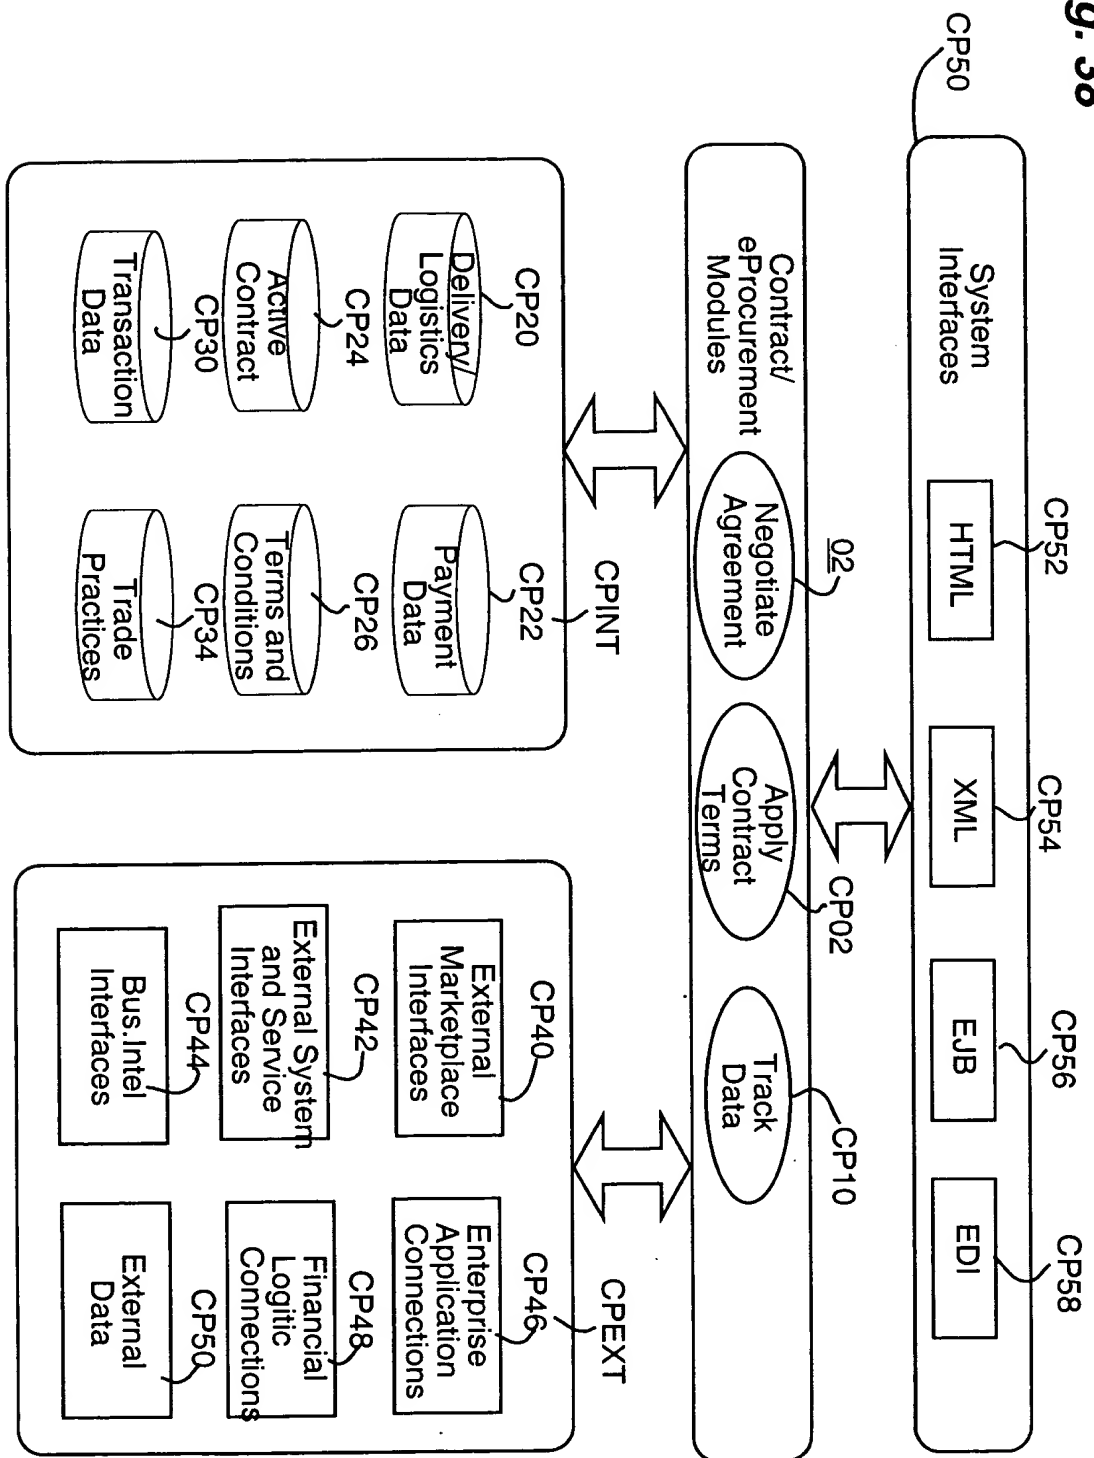 g. 38
CP50
System
Interfaces
CP52
HTML
CP54
XML
CP56
EJB
CP58
EDI
Contract/
eProcurement
Modules
02
Negotiate
Agreement
Apply
Contract
Terms
CP02
Track
Data
CP10
CPINT
CP20
Delivery/
Logistics
Data
CP22
Payment
Data
CP24
Active
Contract
CP26
Terms and
Conditions
CP30
Transaction
Data
CP34
Trade
Practices
CPEXT
CP40
External
Marketplace
Interfaces
CP46
Enterprise
Application
Connections
CP42
External System
and Service
Interfaces
CP48
Financial
Logitic
Connections
CP44
Bus.Intel
Interfaces
CP50
External
Data